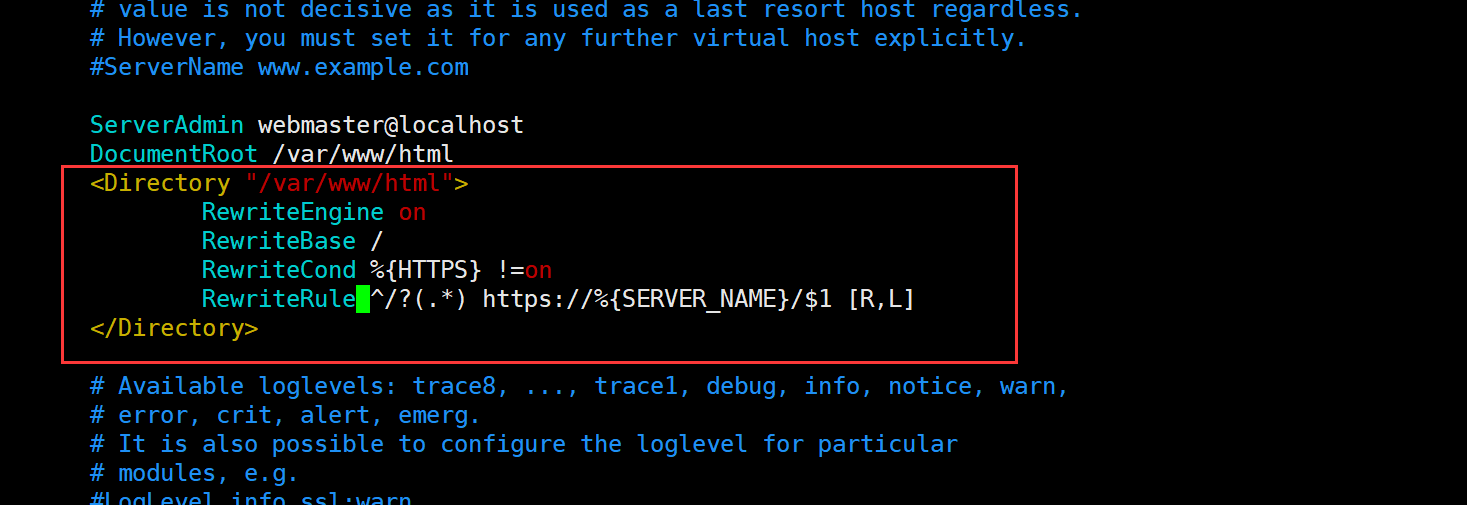 # value is not decisive as it is used as a last resort host regardless.
# However, you must set it for any further virtual host explicitly.
#ServerName www.example.com
ServerAdmin webmaster@localhost
DocumentRoot /var/www/html
<Directory "/var/www/html">
RewriteEngine on
RewriteBase /
RewriteCond %{HTTPS} !=on
RewriteRule ^/?(.*) https://%{SERVER_NAME}/$1 [R,L]
</Directory>
# Available loglevels: trace8, ..., trace1, debug, info, notice, warn,
# error, crit, alert, emerg.
# It is also possible to configure the loglevel for particular
# modules, e.g.
#LogLevel info ssl:warn